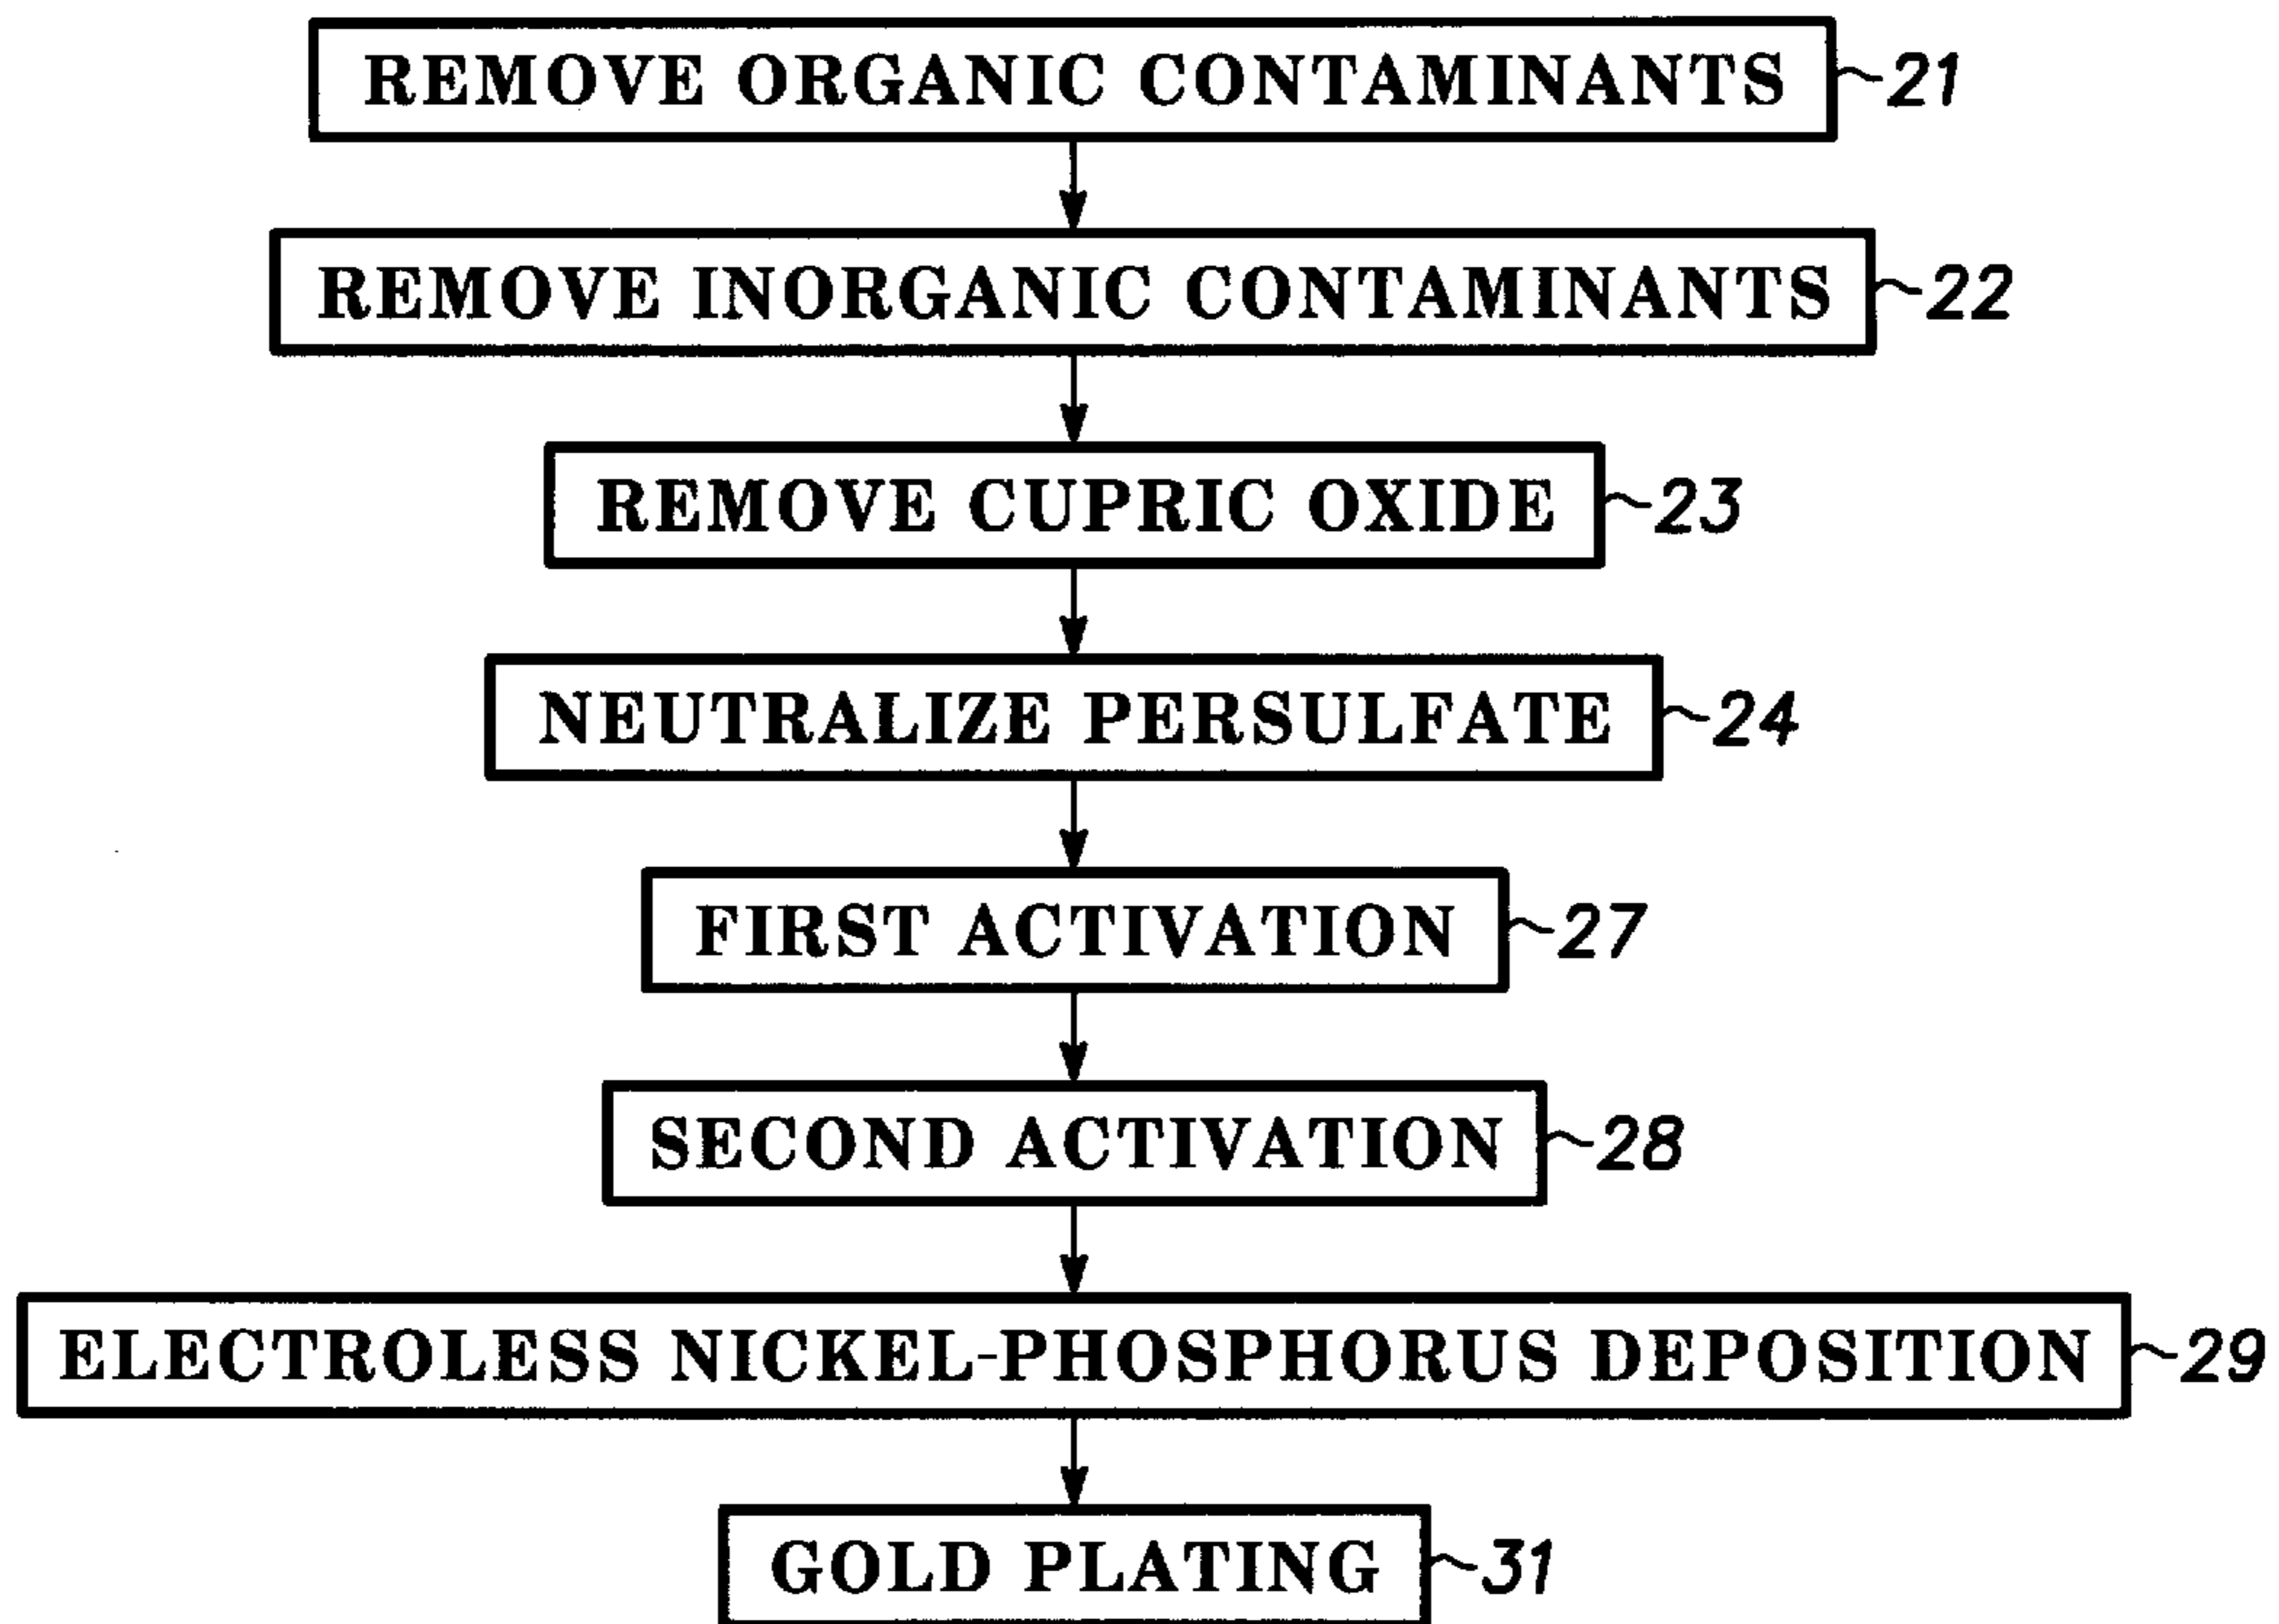 REMOVE ORGANIC CONTAMINANTS 21
REMOVE INORGANIC CONTAMINANTS 22
REMOVE CUPRIC OXIDE 23
NEUTRALIZE PERSULFATE 24
FIRST ACTIVATION 27
SECOND ACTIVATION 28
ELECTROLESS NICKEL-PHOSPHORUS DEPOSITION 29
GOLD PLATING 31